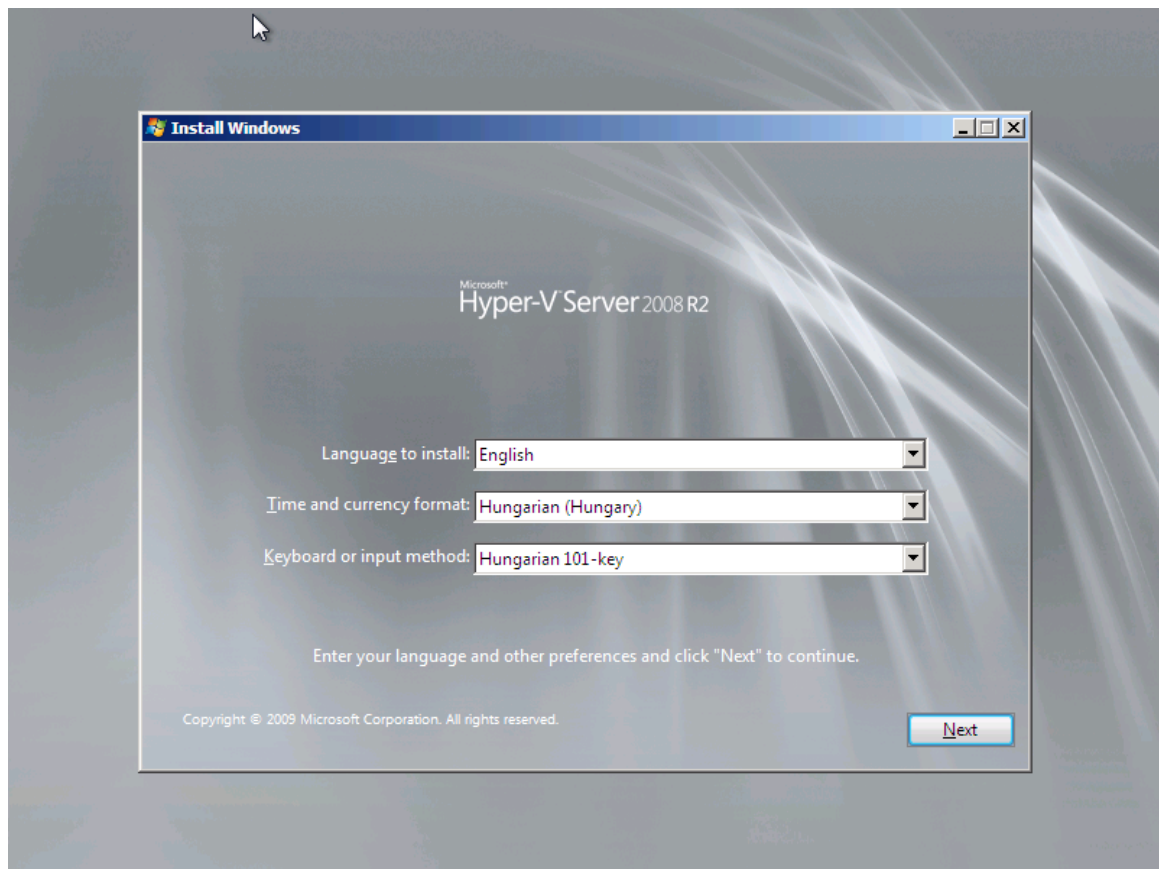 Install Windows
Microsoft®
Hyper-V™ Server 2008 R2
Language to install: English
Time and currency format: Hungarian (Hungary)
Keyboard or input method: Hungarian 101-key
Enter your language and other preferences and click "Next" to continue.
Copyright © 2009 Microsoft Corporation. All rights reserved.
Next